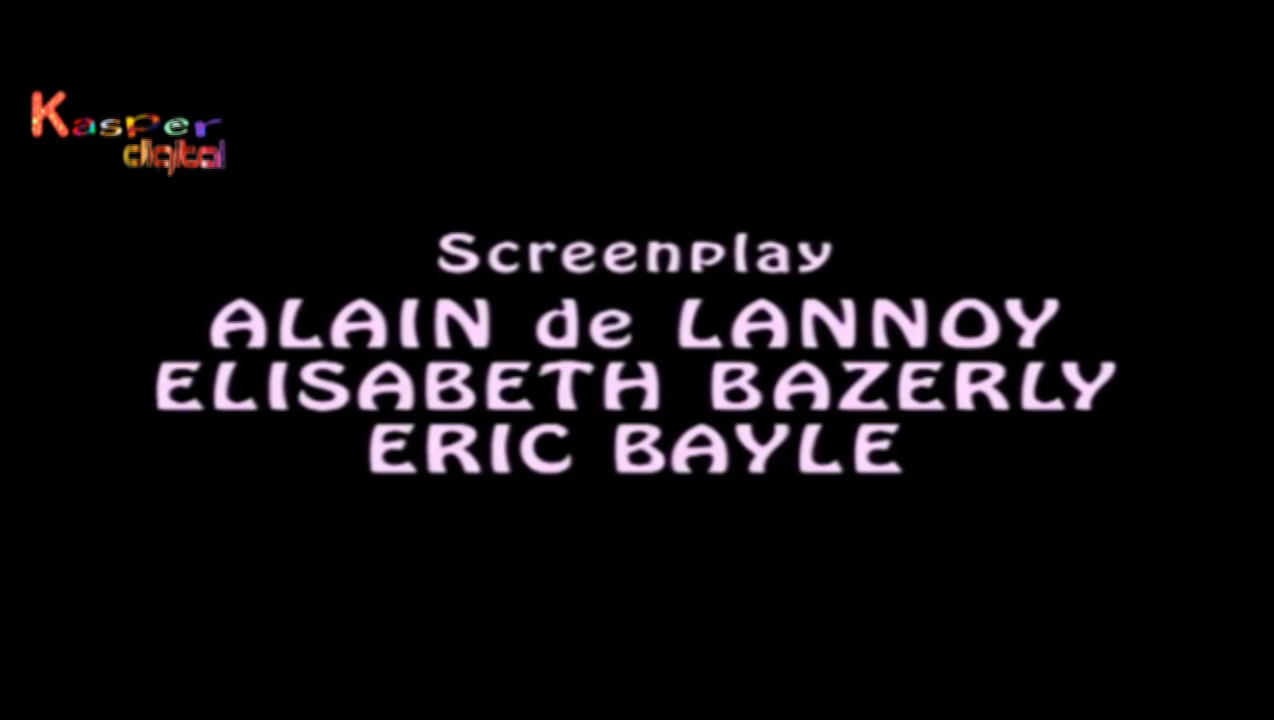 Kasper
digital
Screenplay
ALAIN de LANNOY
ELISABETH BAZERLY
ERIC BAYLE